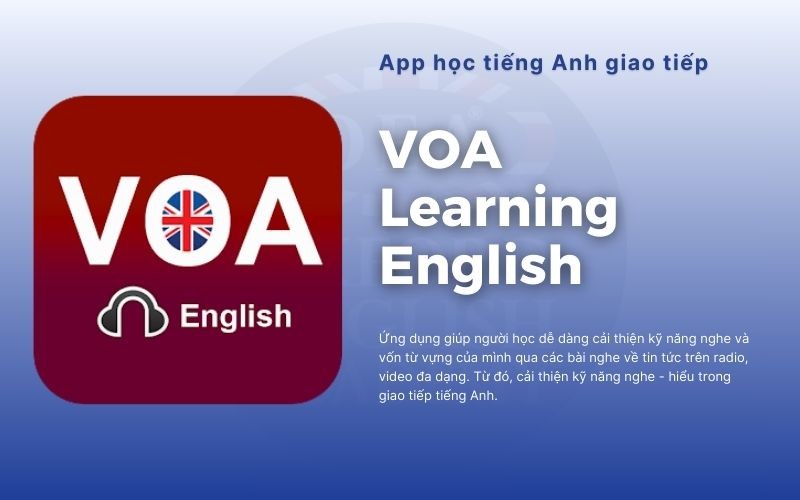 App học tiếng Anh giao tiếp
VOA
English
VOA
Learning
English
Ứng dụng giúp người học dễ dàng cải thiện kỹ năng nghe và
vốn từ vựng của mình qua các bài nghe về tin tức trên radio,
video đa dạng. Từ đó, cải thiện kỹ năng nghe - hiểu trong
giao tiếp tiếng Anh.